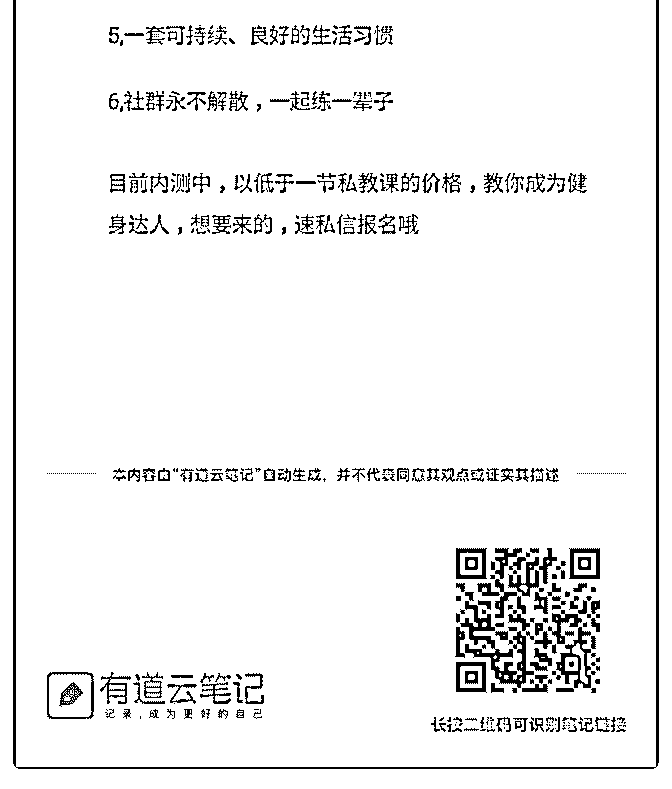 5,一套可持续、良好的生活习惯
6,社群永不解散，一起练一辈子
目前内测中，以低于一节私教课的价格，教你成为健
身达人，想要来的，速私信报名哦
本内容由“有道云笔记”自动生成，并不代表同意其观点或证实其描述
有道云笔记
记录，成为更好的自己
长按二维码可识别笔记链接